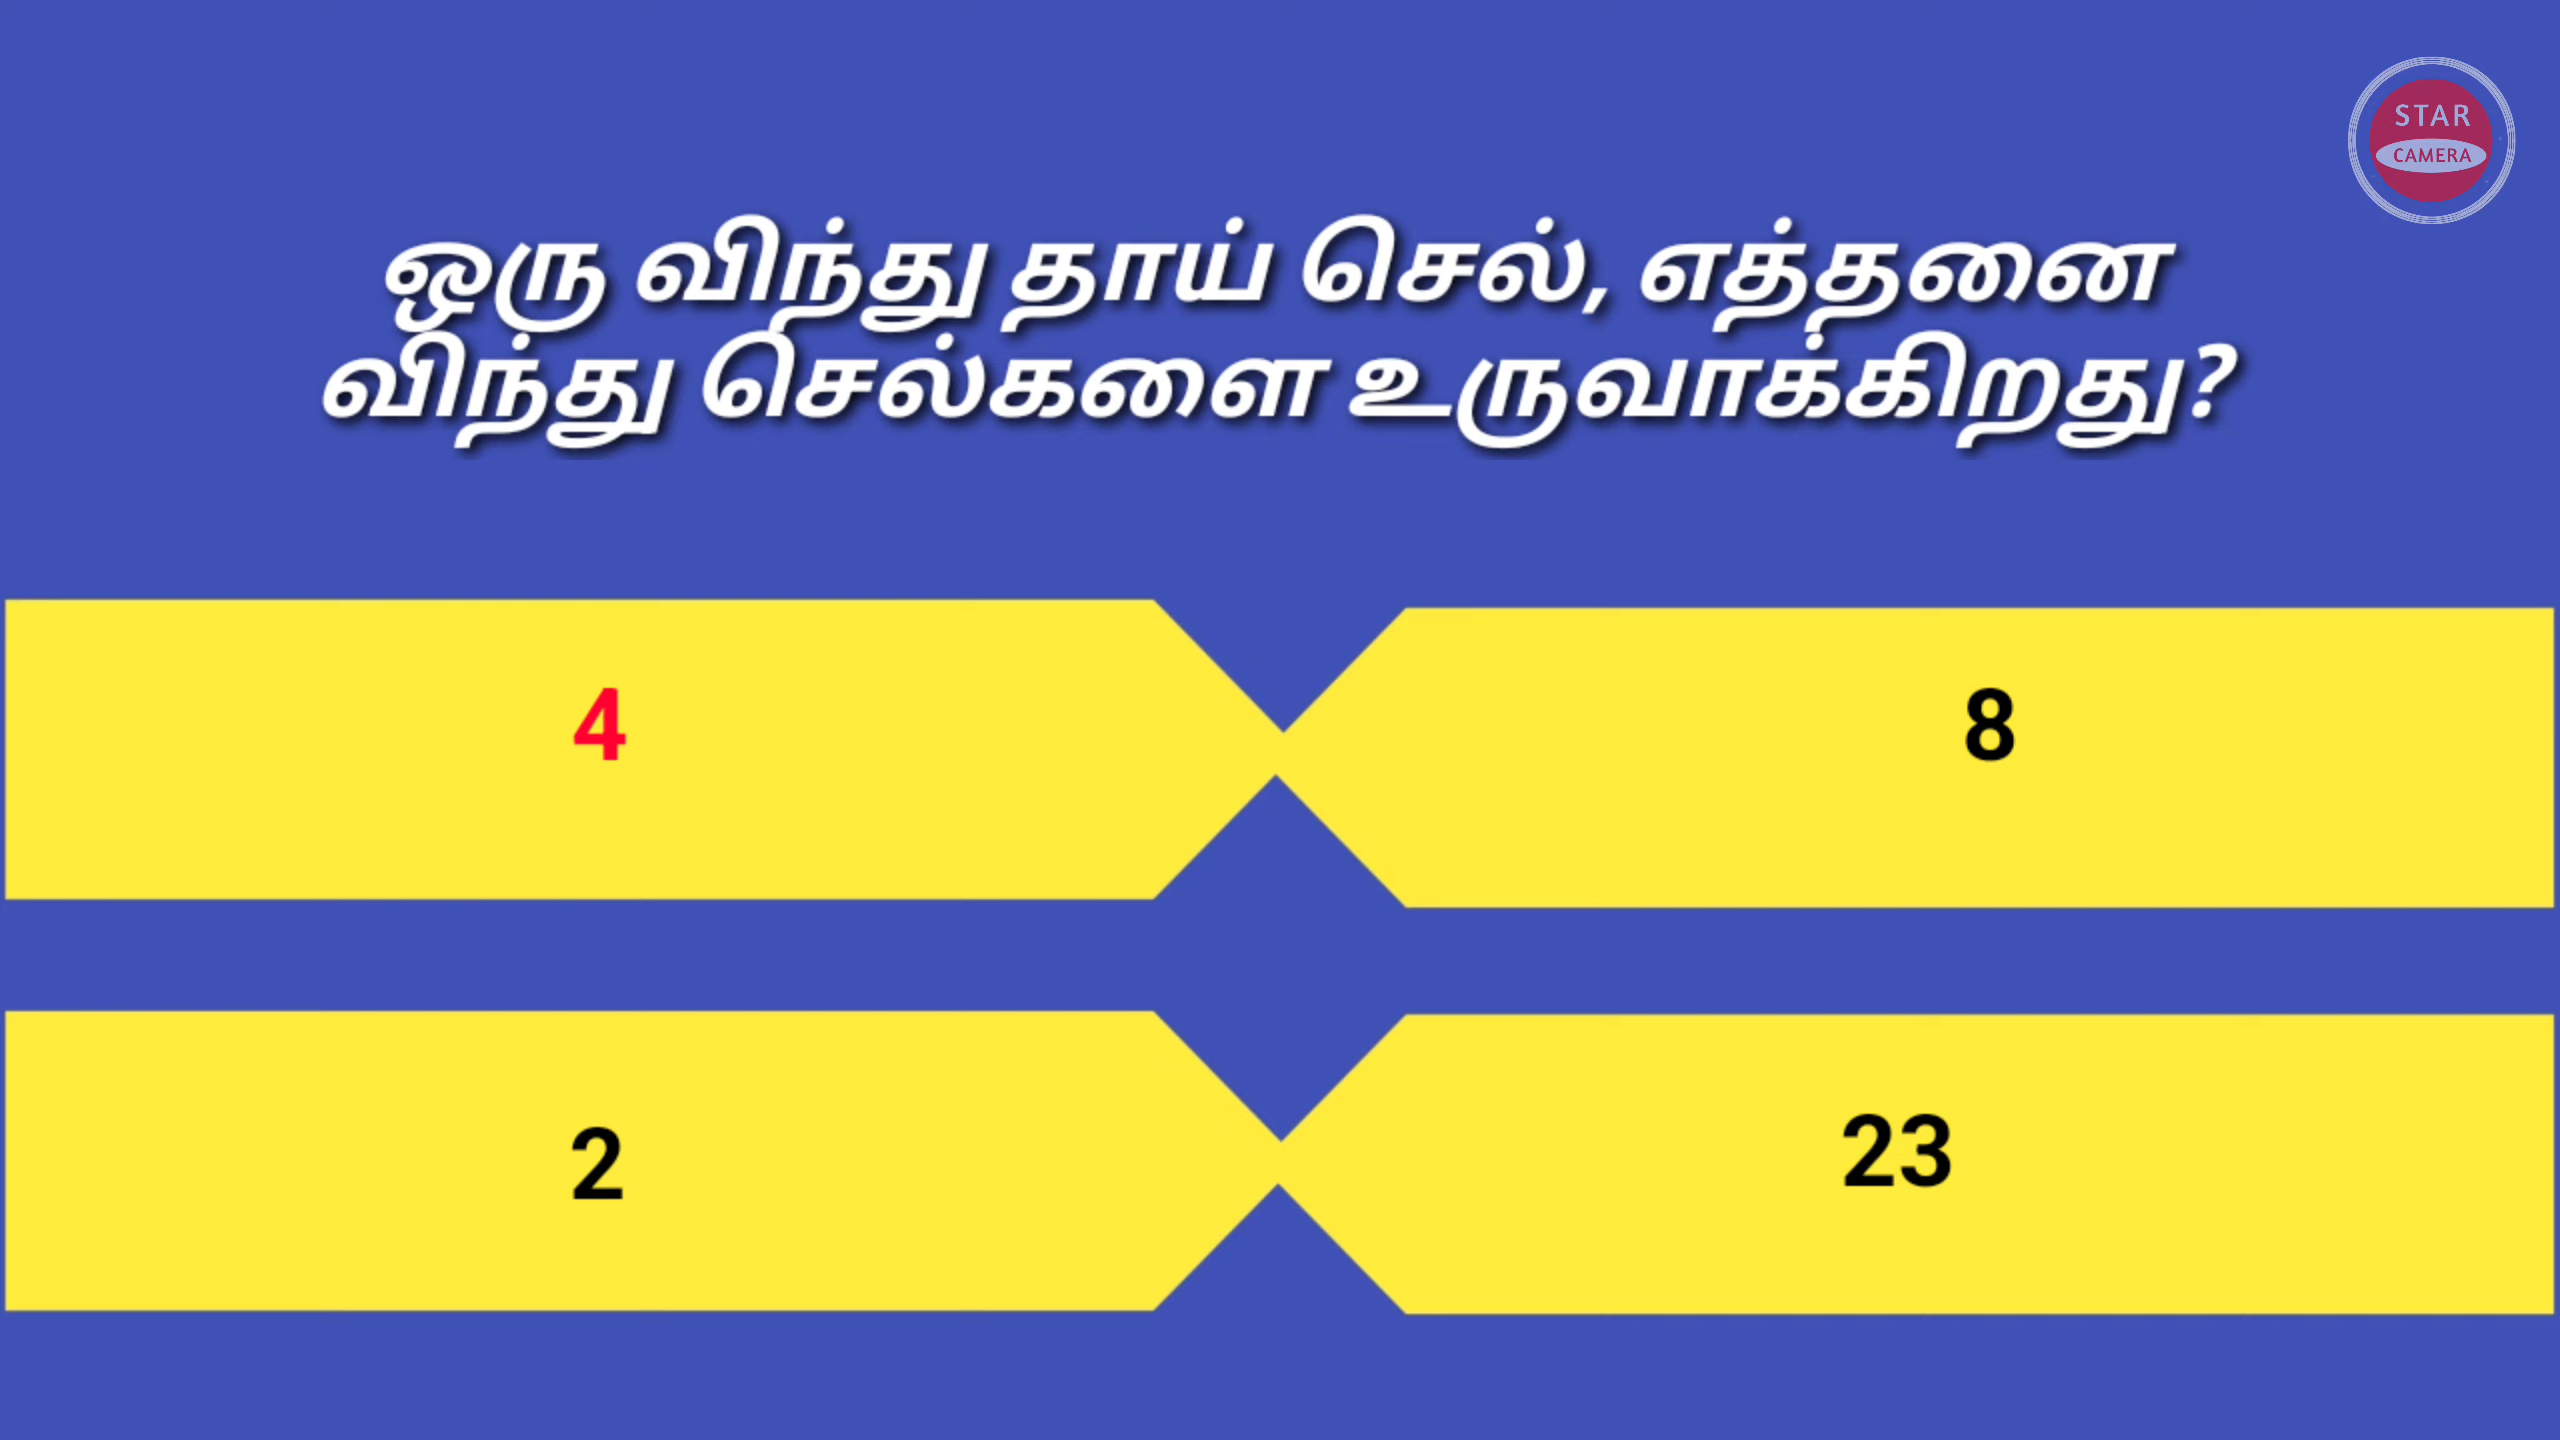 STAR
CAMERA
ஒரு விந்து தாய் செல், எத்தனை
விந்து செல்களை உருவாக்கிறது?
4
8
2
23